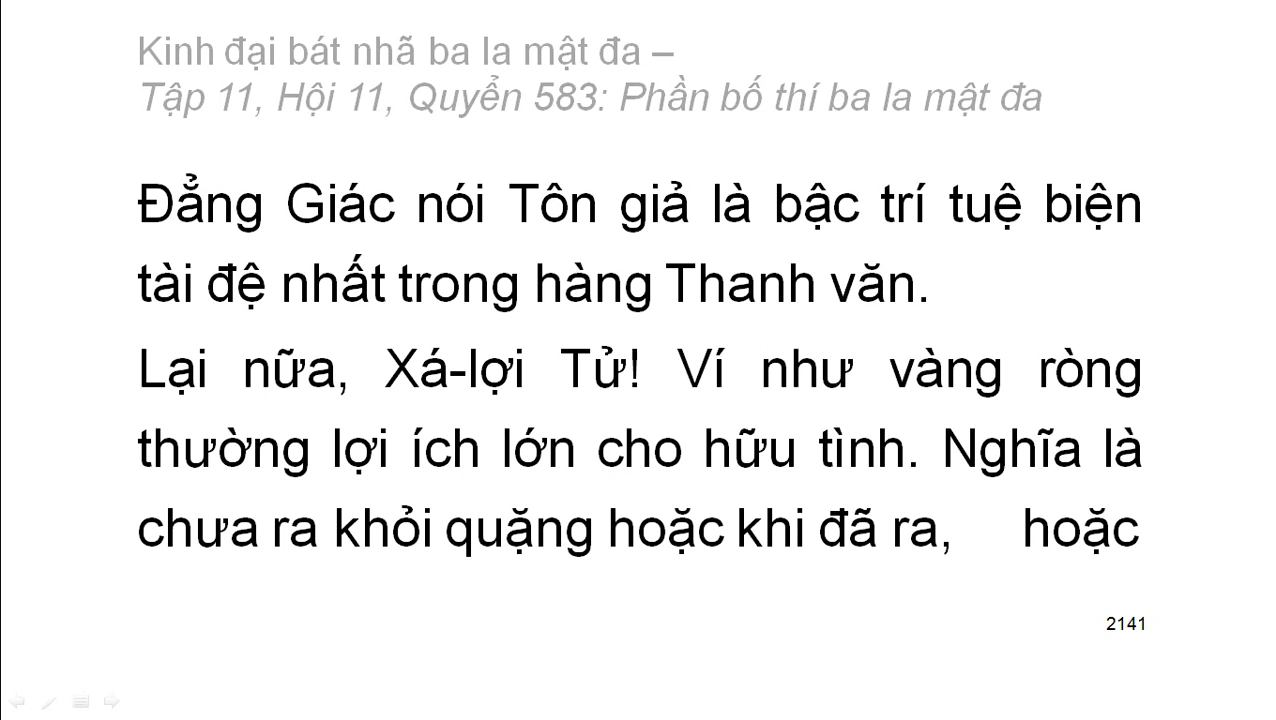 Kinh đại bát nhã ba la mật đa –
Tập 11, Hội 11, Quyển 583: Phần bố thí ba la mật đa
Đẳng Giác nói Tôn giả là bậc trí tuệ biện
tài đệ nhất trong hàng Thanh văn.
Lại nữa, Xá-lợi Tử! Ví như vàng ròng
thường lợi ích lớn cho hữu tình. Nghĩa là
chưa ra khỏi quặng hoặc khi đã ra, hoặc
2141